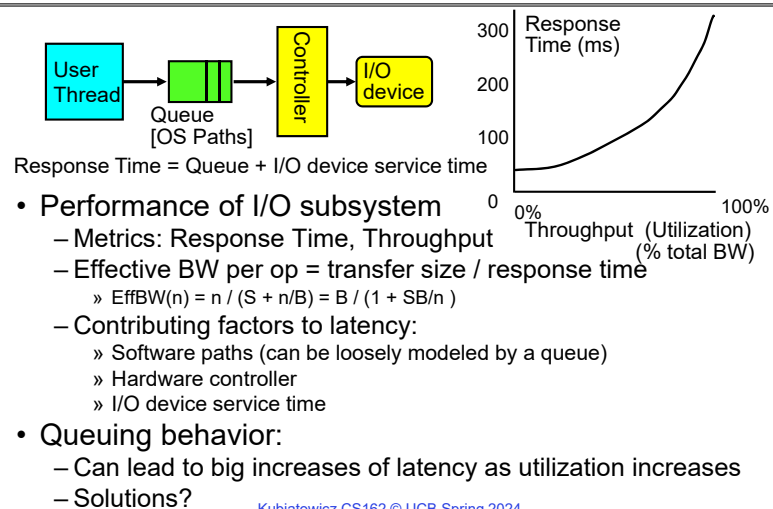 User
Thread
Queue
[OS Paths]
Controller
I/O
device
Response Time = Queue + I/O device service time
300
200
100
0
Response
Time (ms)
0%
100%
Throughput (Utilization)
(% total BW)
• Performance of I/O subsystem
– Metrics: Response Time, Throughput
– Effective BW per op = transfer size / response time
» EffBW(n) = n / (S + n/B) = B / (1 + SB/n )
– Contributing factors to latency:
» Software paths (can be loosely modeled by a queue)
» Hardware controller
» I/O device service time
• Queuing behavior:
– Can lead to big increases of latency as utilization increases
– Solutions?
Kubiatowicz CS162 © UCB Spring 2024